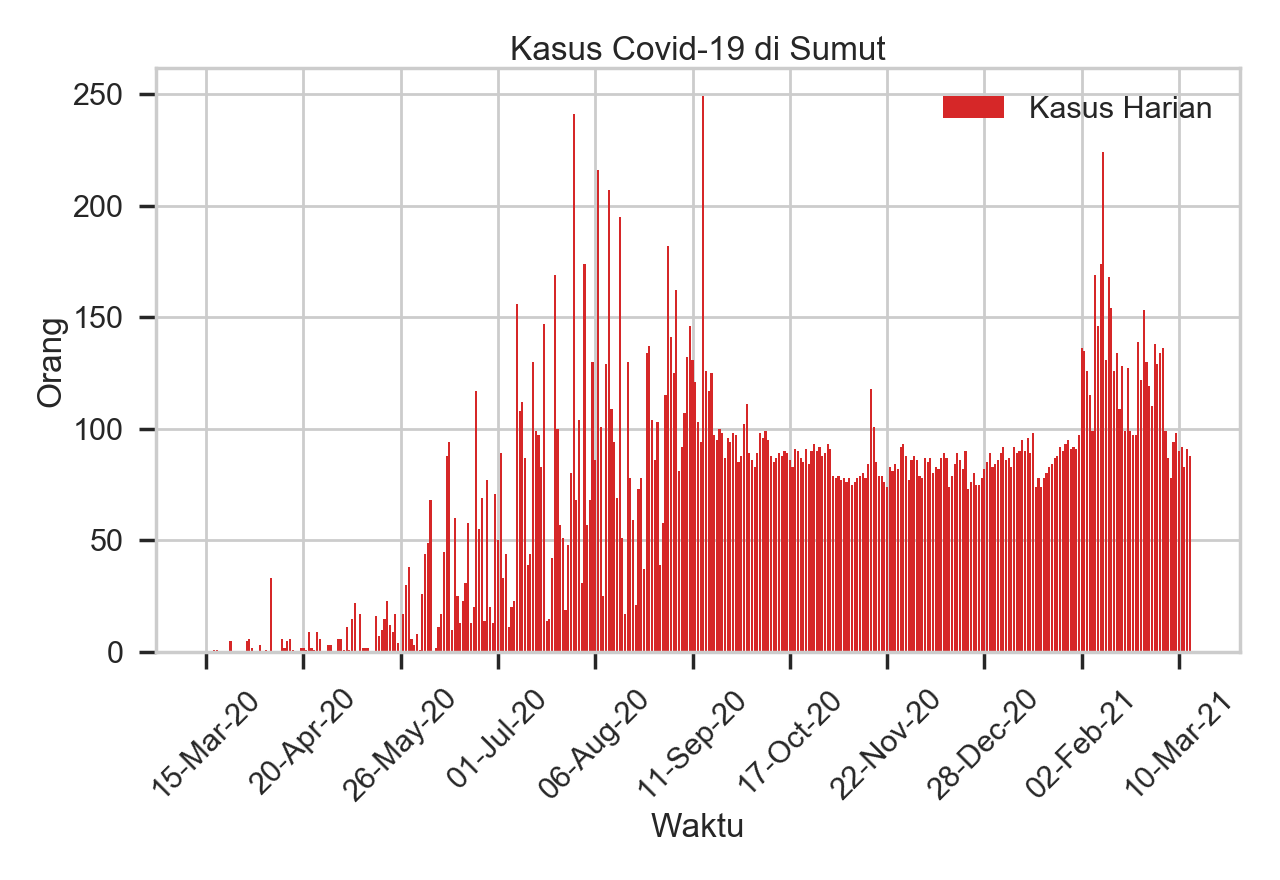 Kasus Covid-19 di Sumut
Kasus Harian
250
200
150
100
50
0
Orang
15-Mar-20
20-Apr-20
26-May-20
01-Jul-20
06-Aug-20
11-Sep-20
17-Oct-20
22-Nov-20
28-Dec-20
02-Feb-21
10-Mar-21
Waktu